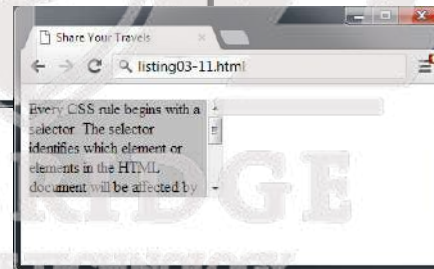 Share Your Travels
listing03-11.html
Every CSS rule begins with a
selector. The selector
identifies which element or
elements in the HTML
document will be affected by
RIDGE